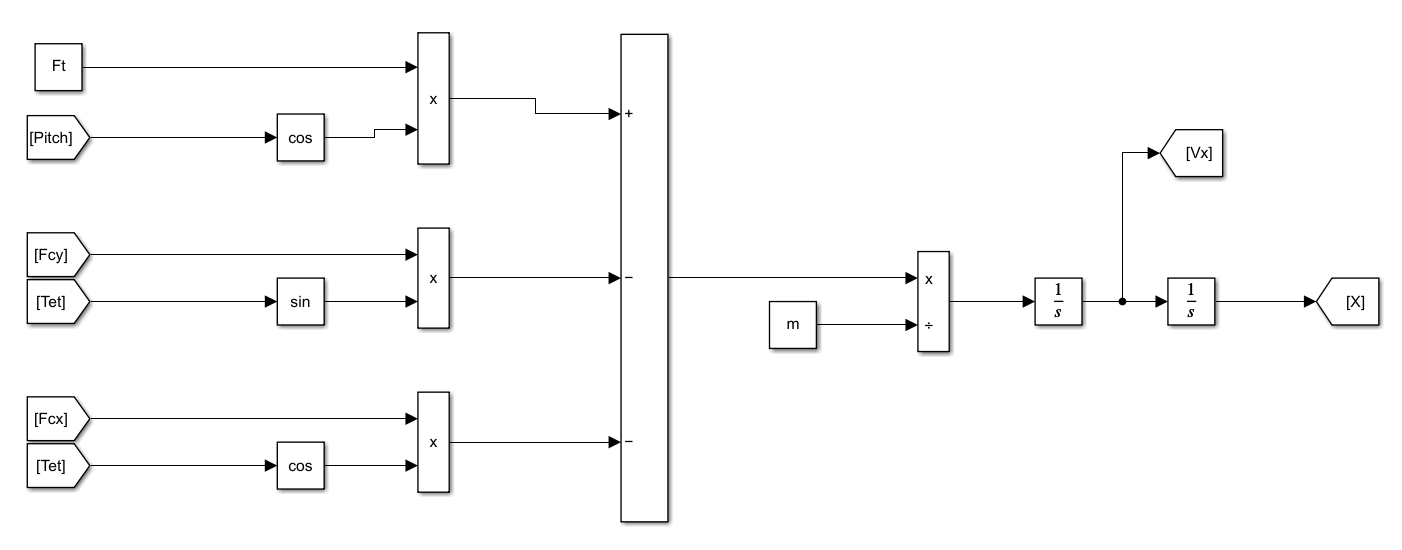 Ft
x
[Pitch]
cos
+
[Vx]
[Fcy]
[Tet]
sin
x
−
m
x
÷
1
s
1
s
[X]
[Fcx]
[Tet]
cos
x
−